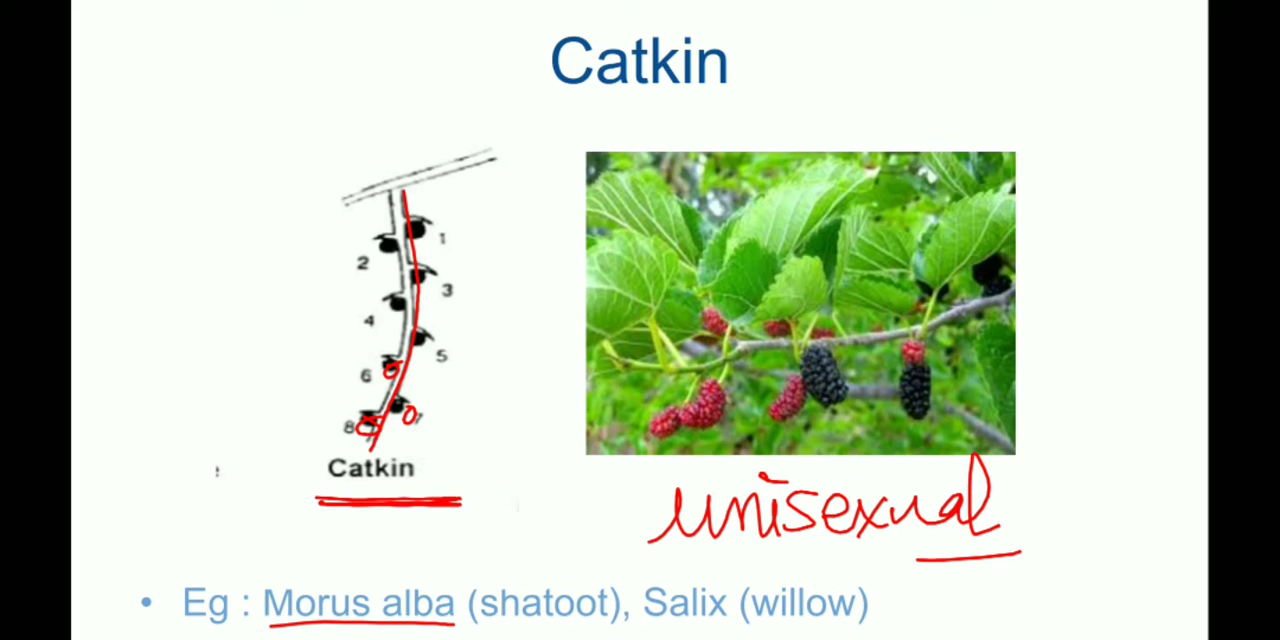 Catkin
1
2
3
4
5
6
7
8
Catkin
unisexual
• Eg : Morus alba (shatoot), Salix (willow)